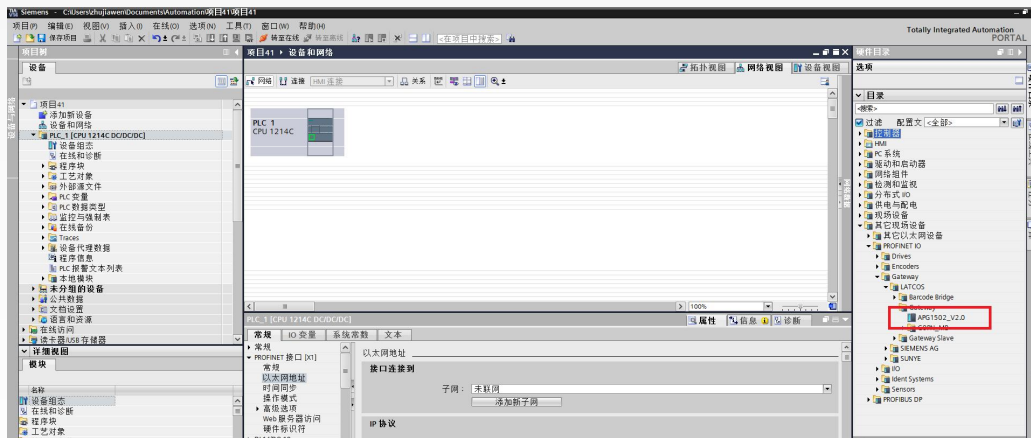 Siemens - C:\Users\zhujiawen\Documents\Automation\项目41\项目41
项目(P) 编辑(E) 视图(V) 插入(I) 在线(O) 选项(N) 工具(T) 窗口(W) 帮助(H)
Totally Integrated Automation
PORTAL
保存项目
转至在线
转至离线
<在项目中搜索>
项目树
设备
项目41
添加新设备
设备和网络
PLC_1 [CPU 1214C DC/DC/DC]
设备组态
在线和诊断
程序块
工艺对象
外部源文件
PLC 变量
PLC 数据类型
监控与强制表
在线备份
Traces
设备代理数据
程序信息
PLC 报警文本列表
本地模块
未分组的设备
公共数据
文档设置
语言和资源
在线访问
读卡器/USB 存储器
详细视图
模块
名称
设备组态
在线和诊断
程序块
工艺对象
项目41 › 设备和网络
拓扑视图
网络视图
设备视图
网络
连接
HMI 连接
关系
PLC_1
CPU 1214C
100%
PLC_1 [CPU 1214C DC/DC/DC]
属性
信息
诊断
常规
IO 变量
系统常数
文本
常规
PROFINET 接口 [X1]
常规
以太网地址
时间同步
操作模式
高级选项
Web 服务器访问
硬件标识符
以太网地址
接口连接到
子网：
未联网
添加新子网
IP 协议
硬件目录
选项
目录
<搜索>
过滤
配置文
<全部>
控制器
HMI
PC 系统
驱动和启动器
网络组件
检测和监视
分布式 I/O
供电与配电
现场设备
其它现场设备
其它以太网设备
PROFINET IO
Drives
Encoders
Gateway
LATCOS
Barcode Bridge
Gateway
APG1502_V2.0
GOPN_MB
Gateway Slave
SIEMENS AG
SUNYE
I/O
Ident Systems
Sensors
PROFIBUS DP